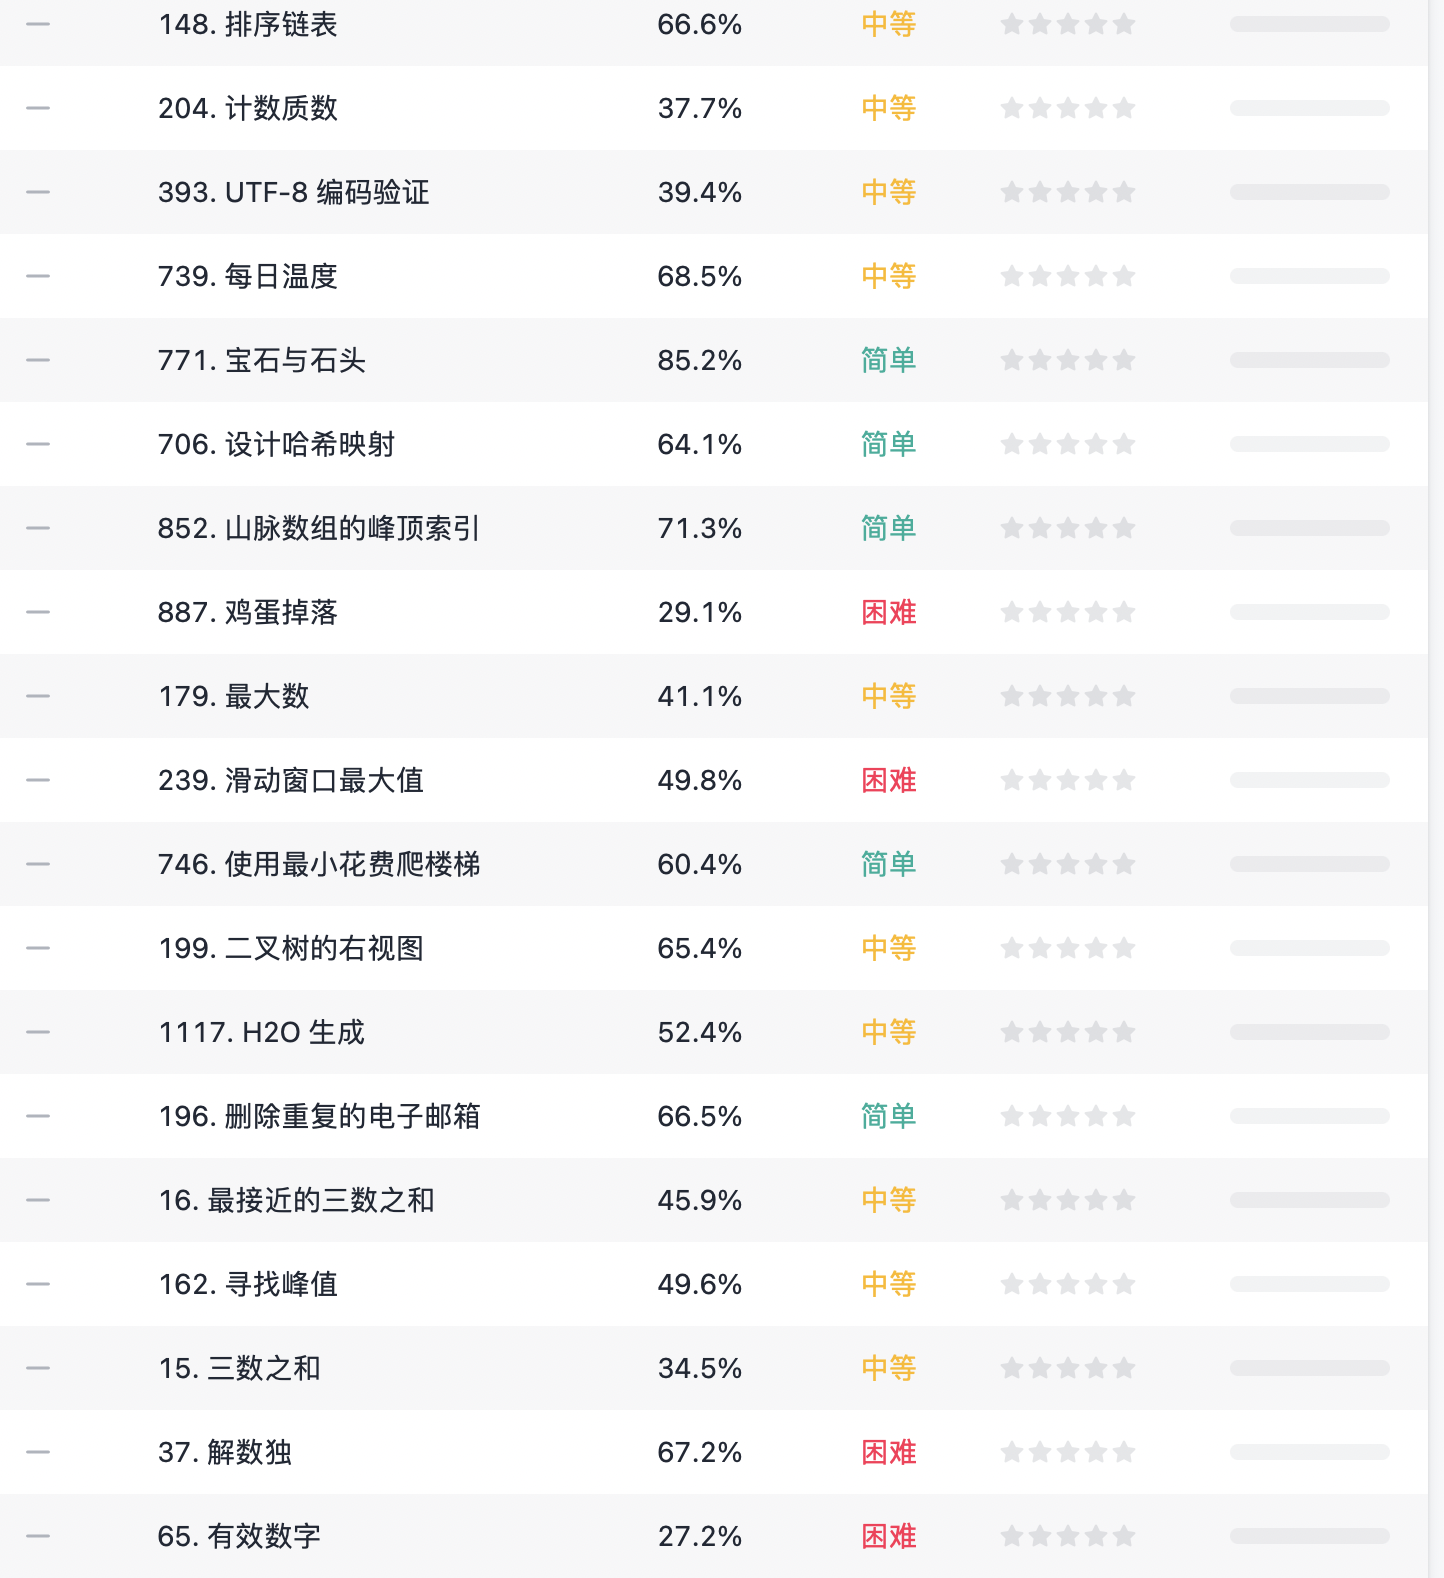 148. 排序链表 66.6% 中等
204. 计数质数 37.7% 中等
393. UTF-8 编码验证 39.4% 中等
739. 每日温度 68.5% 中等
771. 宝石与石头 85.2% 简单
706. 设计哈希映射 64.1% 简单
852. 山脉数组的峰顶索引 71.3% 简单
887. 鸡蛋掉落 29.1% 困难
179. 最大数 41.1% 中等
239. 滑动窗口最大值 49.8% 困难
746. 使用最小花费爬楼梯 60.4% 简单
199. 二叉树的右视图 65.4% 中等
1117. H2O 生成 52.4% 中等
196. 删除重复的电子邮箱 66.5% 简单
16. 最接近的三数之和 45.9% 中等
162. 寻找峰值 49.6% 中等
15. 三数之和 34.5% 中等
37. 解数独 67.2% 困难
65. 有效数字 27.2% 困难